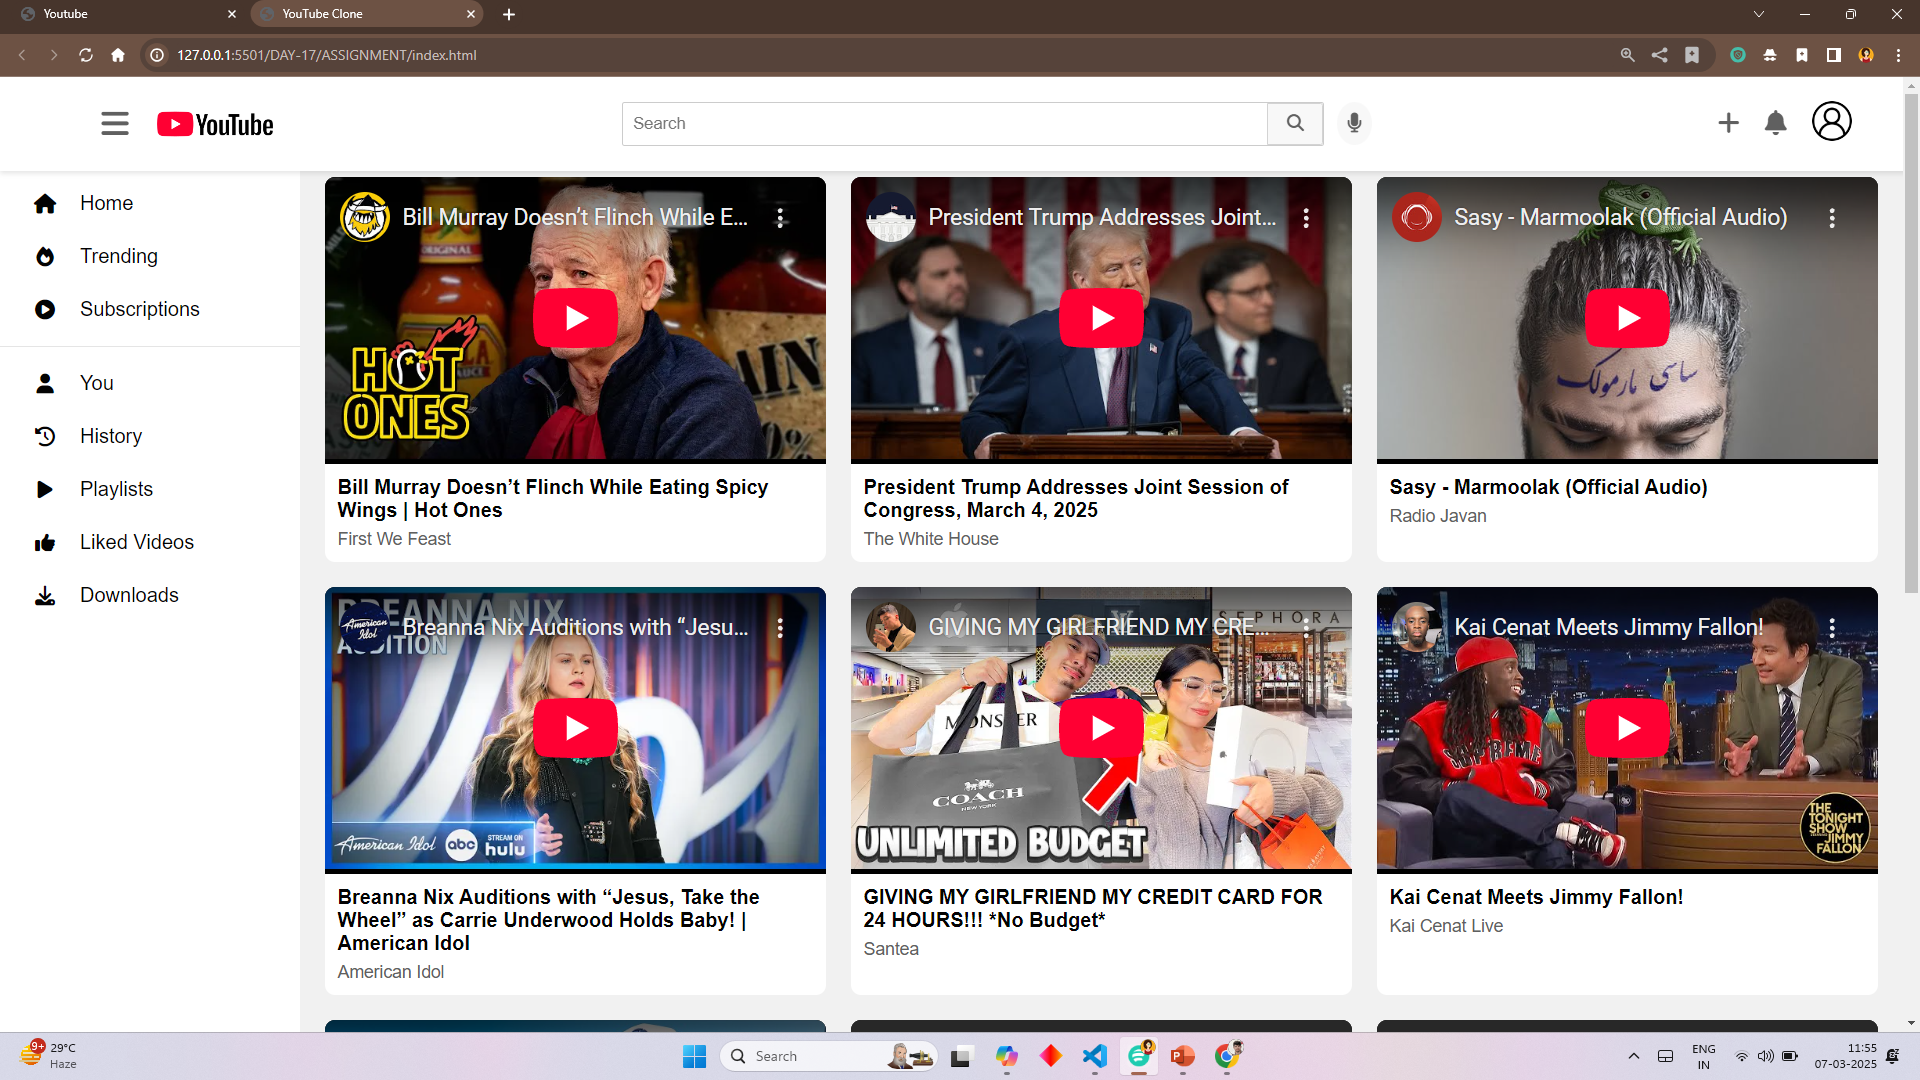 Youtube
YouTube Clone
127.0.0.1:5501/DAY-17/ASSIGNMENT/index.html
YouTube
Search
Home
Trending
Subscriptions
You
History
Playlists
Liked Videos
Downloads
Bill Murray Doesn’t Flinch While E...
ORIGINAL
HOT
ONES
Bill Murray Doesn’t Flinch While Eating Spicy
Wings | Hot Ones
First We Feast
President Trump Addresses Joint...
President Trump Addresses Joint Session of
Congress, March 4, 2025
The White House
Sasy - Marmoolak (Official Audio)
ساسی مارمولک
Sasy - Marmoolak (Official Audio)
Radio Javan
BREANNA NIX
AUDITION
American Idol
Breanna Nix Auditions with “Jesu...
American Idol
abc
STREAM ON
hulu
Breanna Nix Auditions with “Jesus, Take the
Wheel” as Carrie Underwood Holds Baby! |
American Idol
American Idol
GIVING MY GIRLFRIEND MY CRE...
SEPHORA
COACH
NEW YORK
UNLIMITED BUDGET
GIVING MY GIRLFRIEND MY CREDIT CARD FOR
24 HOURS!!! *No Budget*
Santea
Kai Cenat Meets Jimmy Fallon!
SUPREME
THE
TONIGHT
SHOW
JIMMY
FALLON
Kai Cenat Meets Jimmy Fallon!
Kai Cenat Live
9+
29°C
Haze
Search
ENG
IN
11:55
07-03-2025